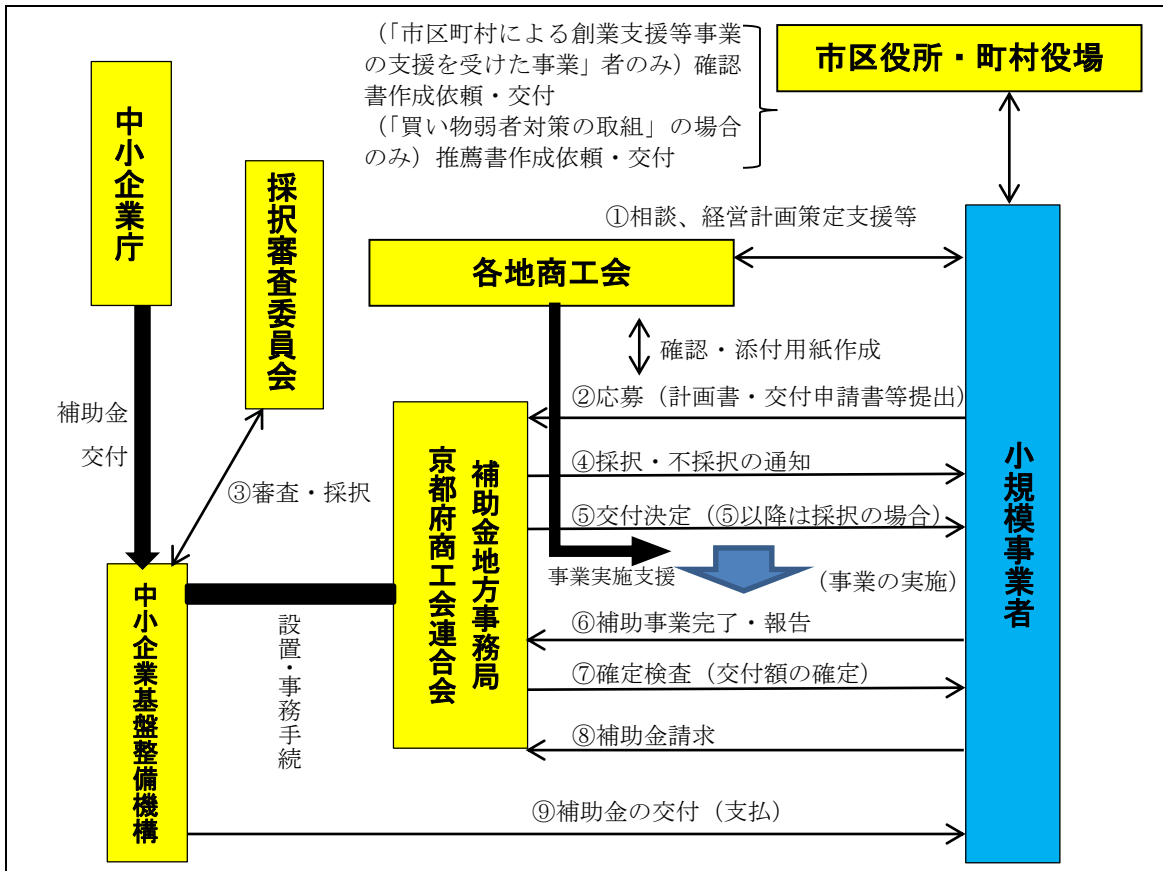 （「市区町村による創業支援等事業
の支援を受けた事業」者のみ）確認
書作成依頼・交付
（「買い物弱者対策の取組」の場合
のみ）推薦書作成依頼・交付
市区役所・町村役場
中小企業庁
採択審査委員会
①相談、経営計画策定支援等
各地商工会
確認・添付用紙作成
補助金
交付
③審査・採択
②応募（計画書・交付申請書等提出）
④採択・不採択の通知
⑤交付決定（⑤以降は採択の場合）
事業実施支援
（事業の実施）
補助金地方事務局
京都府商工会連合会
小規模事業者
中小企業基盤整備機構
設置・事務手続
⑥補助事業完了・報告
⑦確定検査（交付額の確定）
⑧補助金請求
⑨補助金の交付（支払）